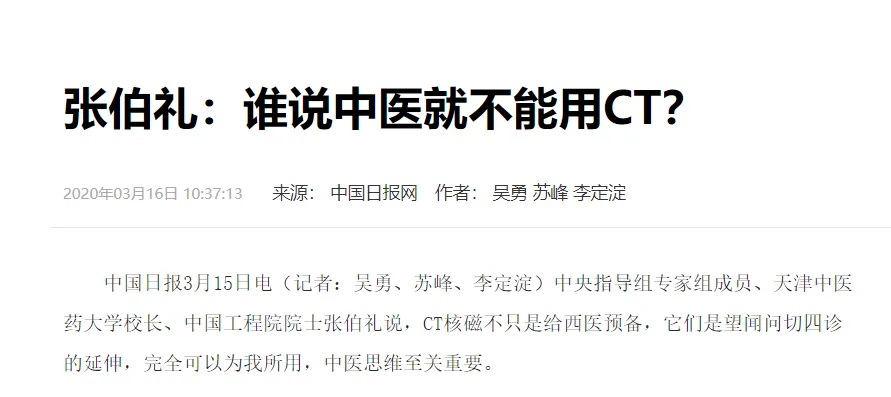 张伯礼：谁说中医就不能用CT？
2020年03月16日 10:37:13 来源： 中国日报网 作者： 吴勇 苏峰 李定淀
中国日报3月15日电（记者：吴勇、苏峰、李定淀）中央指导组专家组成员、天津中医
药大学校长、中国工程院院士张伯礼说，CT核磁不只是给西医预备，它们是望闻问切四诊
的延伸，完全可以为我所用，中医思维至关重要。